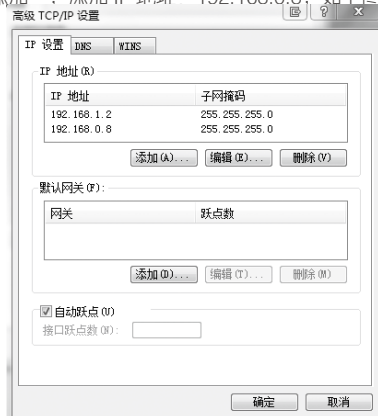 高级 TCP/IP 设置
IP 设置 DNS WINS
IP 地址(R)
IP 地址 子网掩码
192.168.1.2 255.255.255.0
192.168.0.8 255.255.255.0
添加(A)... 编辑(E)... 删除(V)
默认网关(F):
网关 跃点数
添加(D)... 编辑(T)... 删除(M)
自动跃点(U)
接口跃点数(N):
确定 取消